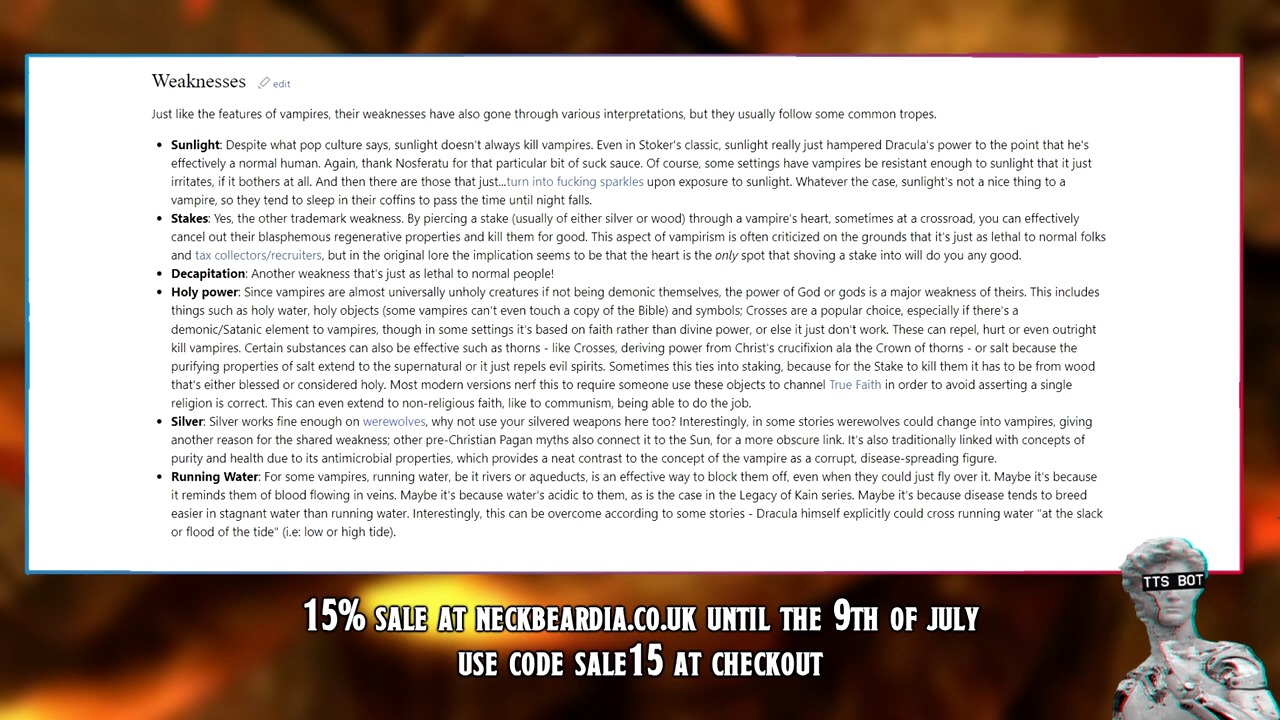 Weaknesses edit
Just like the features of vampires, their weaknesses have also gone through various interpretations, but they usually follow some common tropes.
• Sunlight: Despite what pop culture says, sunlight doesn't always kill vampires. Even in Stoker's classic, sunlight really just hampered Dracula's power to the point that he's
effectively a normal human. Again, thank Nosferatu for that particular bit of suck sauce. Of course, some settings have vampires be resistant enough to sunlight that it just
irritates, if it bothers at all. And then there are those that just...turn into fucking sparkles upon exposure to sunlight. Whatever the case, sunlight's not a nice thing to a
vampire, so they tend to sleep in their coffins to pass the time until night falls.
• Stakes: Yes, the other trademark weakness. By piercing a stake (usually of either silver or wood) through a vampire's heart, sometimes at a crossroad, you can effectively
cancel out their blasphemous regenerative properties and kill them for good. This aspect of vampirism is often criticized on the grounds that it's just as lethal to normal folks
and tax collectors/recruiters, but in the original lore the implication seems to be that the heart is the only spot that shoving a stake into will do you any good.
• Decapitation: Another weakness that's just as lethal to normal people!
• Holy power: Since vampires are almost universally unholy creatures if not being demonic themselves, the power of God or gods is a major weakness of theirs. This includes
things such as holy water, holy objects (some vampires can't even touch a copy of the Bible) and symbols; Crosses are a popular choice, especially if there's a
demonic/Satanic element to vampires, though in some settings it's based on faith rather than divine power, or else it just don't work. These can repel, hurt or even outright
kill vampires. Certain substances can also be effective such as thorns - like Crosses, deriving power from Christ's crucifixion ala the Crown of thorns - or salt because the
purifying properties of salt extend to the supernatural or it just repels evil spirits. Sometimes this ties into staking, because for the Stake to kill them it has to be from wood
that's either blessed or considered holy. Most modern versions nerf this to require someone use these objects to channel True Faith in order to avoid asserting a single
religion is correct. This can even extend to non-religious faith, like to communism, being able to do the job.
• Silver: Silver works fine enough on werewolves, why not use your silvered weapons here too? Interestingly, in some stories werewolves could change into vampires, giving
another reason for the shared weakness; other pre-Christian Pagan myths also connect it to the Sun, for a more obscure link. It's also traditionally linked with concepts of
purity and health due to its antimicrobial properties, which provides a neat contrast to the concept of the vampire as a corrupt, disease-spreading figure.
• Running Water: For some vampires, running water, be it rivers or aqueducts, is an effective way to block them off, even when they could just fly over it. Maybe it's because
it reminds them of blood flowing in veins. Maybe it's because water's acidic to them, as is the case in the Legacy of Kain series. Maybe it's because disease tends to breed
easier in stagnant water than running water. Interestingly, this can be overcome according to some stories - Dracula himself explicitly could cross running water "at the slack
or flood of the tide" (i.e: low or high tide).
TTS BOT
15% SALE AT NECKBEARDIA.CO.UK UNTIL THE 9TH OF JULY
USE CODE SALE15 AT CHECKOUT